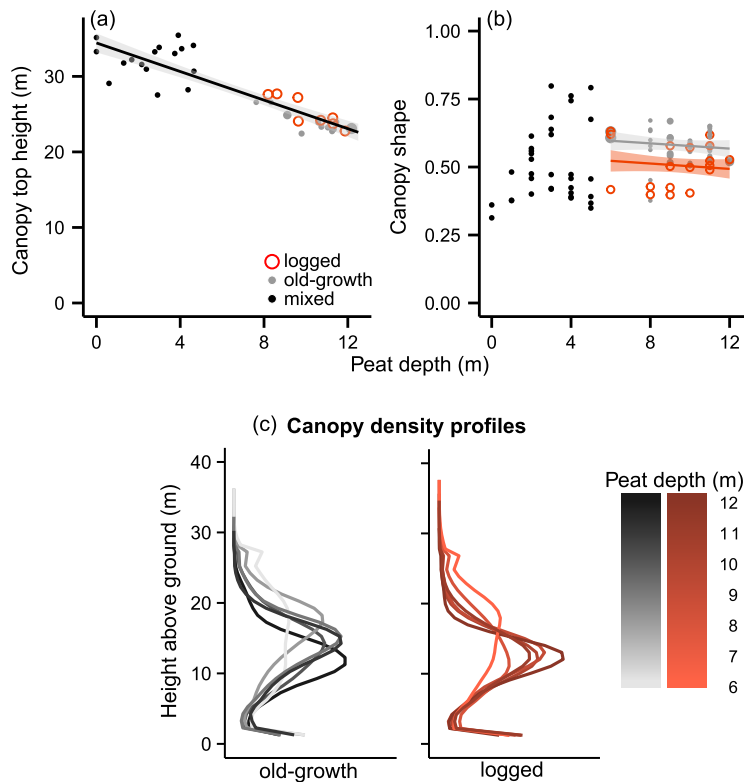 (a)
(b)
Canopy top height (m)
30
20
10
0
0
4
8
12
logged
old-growth
mixed
Canopy shape
1.00
0.75
0.50
0.25
0.00
0
4
8
12
Peat depth (m)
(c) Canopy density profiles
Height above ground (m)
40
30
20
10
0
old-growth
logged
Peat depth (m)
12
11
10
9
8
7
6